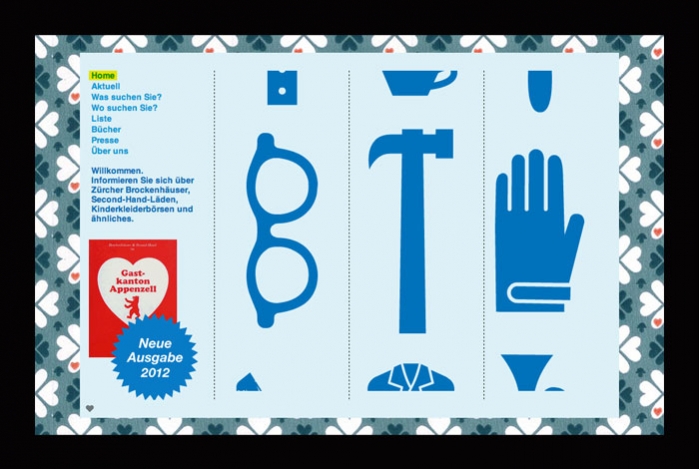 Home
Aktuell
Was suchen Sie?
Wo suchen Sie?
Liste
Bücher
Presse
Über uns
Willkommen.
Informieren Sie sich über
Zürcher Brockenhäuser,
Second-Hand-Läden,
Kinderkleiderbörsen und
ähnliches.
Gast-
kanton
Appenzell
Neue
Ausgabe
2012